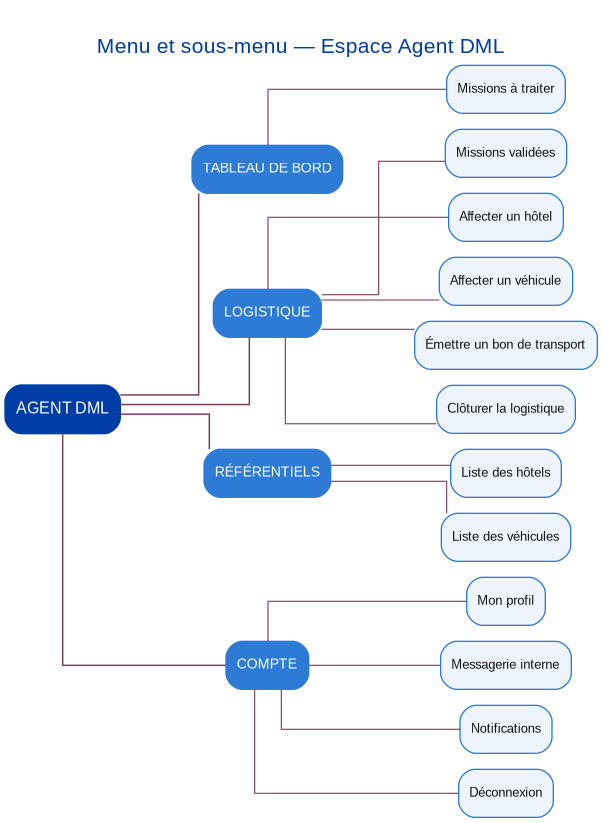 Menu et sous-menu — Espace Agent DML
AGENT DML
TABLEAU DE BORD
Missions à traiter
LOGISTIQUE
Missions validées
Affecter un hôtel
Affecter un véhicule
Émettre un bon de transport
Clôturer la logistique
RÉFÉRENTIELS
Liste des hôtels
Liste des véhicules
COMPTE
Mon profil
Messagerie interne
Notifications
Déconnexion